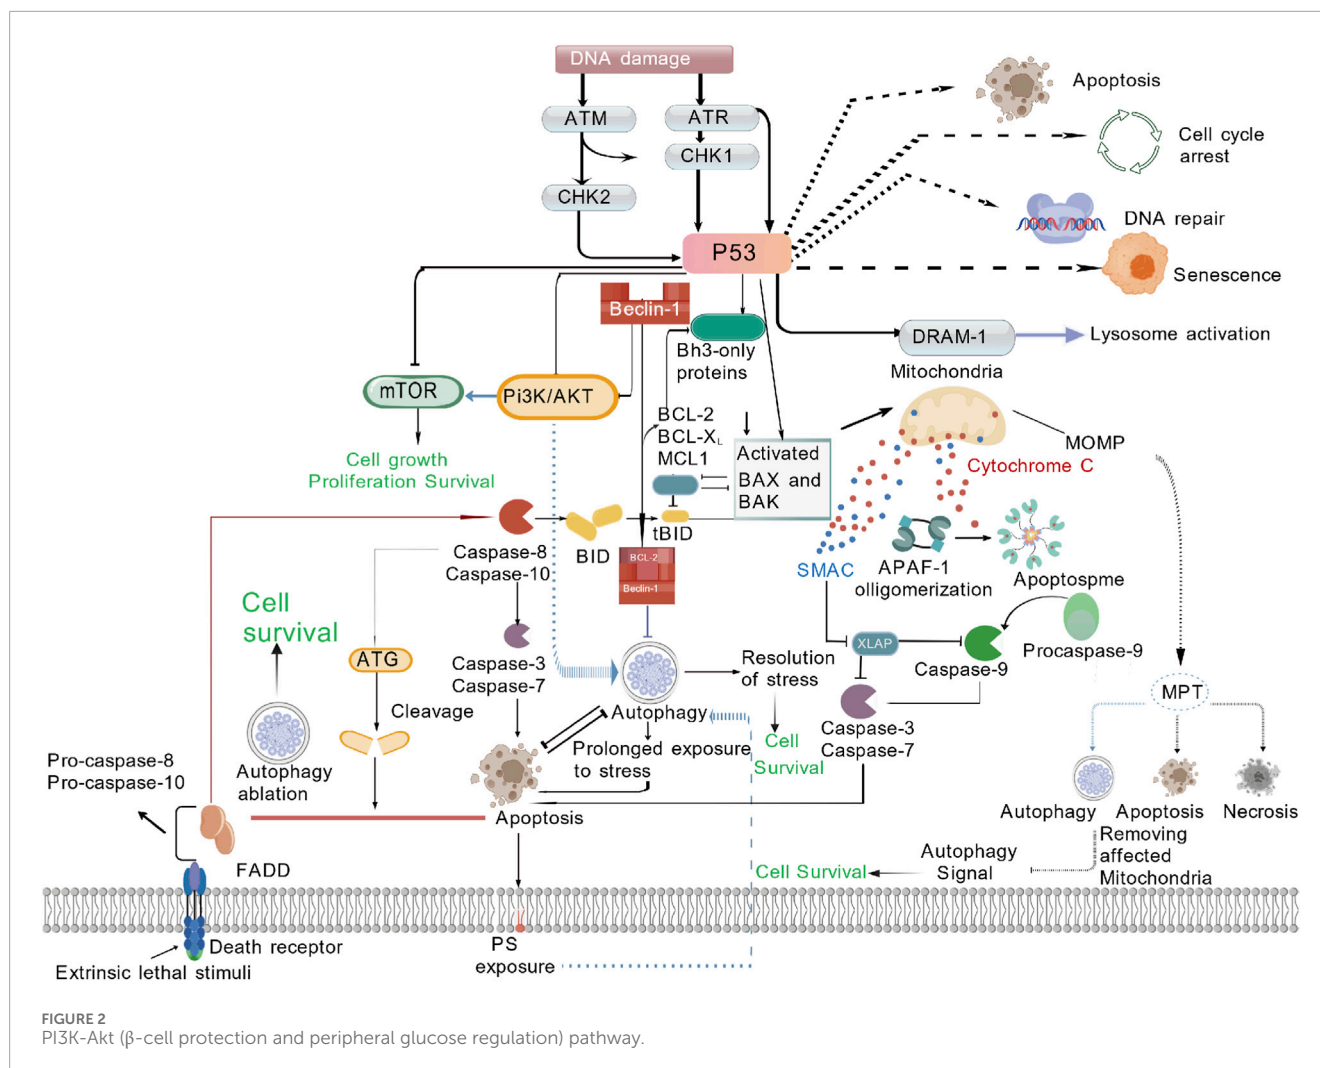 DNA damage
ATM
ATR
CHK1
CHK2
P53
Apoptosis
Cell cycle
arrest
DNA repair
Senescence
Beclin-1
Bh3-only
proteins
DRAM-1
Lysosome activation
Mitochondria
mTOR
Pi3K/AKT
Cell growth
Proliferation Survival
BCL-2
BCL-XL
MCL1
Activated
BAX and
BAK
MOMP
Cytochrome C
Caspase-8
Caspase-10
BID
tBID
BCL-2
Beclin-1
SMAC
APAF-1
olligomerization
Apoptospme
Cell
survival
ATG
Caspase-3
Caspase-7
Cleavage
Autophagy
ablation
Autophagy
Resolution
of stress
Prolonged exposure
to stress
Cell
Survival
XLAP
Caspase-9
Procaspase-9
Caspase-3
Caspase-7
MPT
Pro-caspase-8
Pro-caspase-10
Apoptosis
Autophagy
Apoptosis
Necrosis
Removing
affected
Mitochondria
Autophagy
Signal
Cell Survival
FADD
Death receptor
Extrinsic lethal stimuli
PS
exposure
FIGURE 2
PI3K-Akt (β-cell protection and peripheral glucose regulation) pathway.